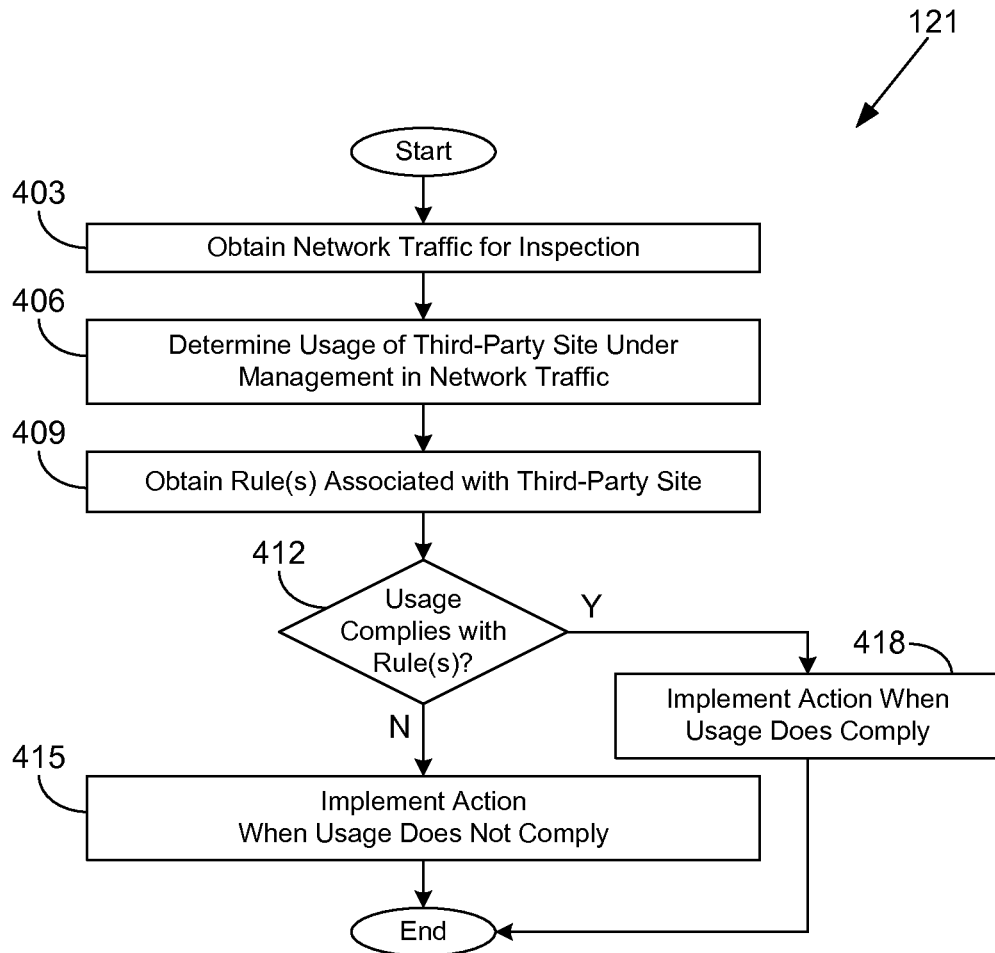 121
Start
403
Obtain Network Traffic for Inspection
406
Determine Usage of Third-Party Site Under
Management in Network Traffic
409
Obtain Rule(s) Associated with Third-Party Site
412
Usage
Complies with
Rule(s)?
Y
418
Implement Action When
Usage Does Comply
N
415
Implement Action
When Usage Does Not Comply
End